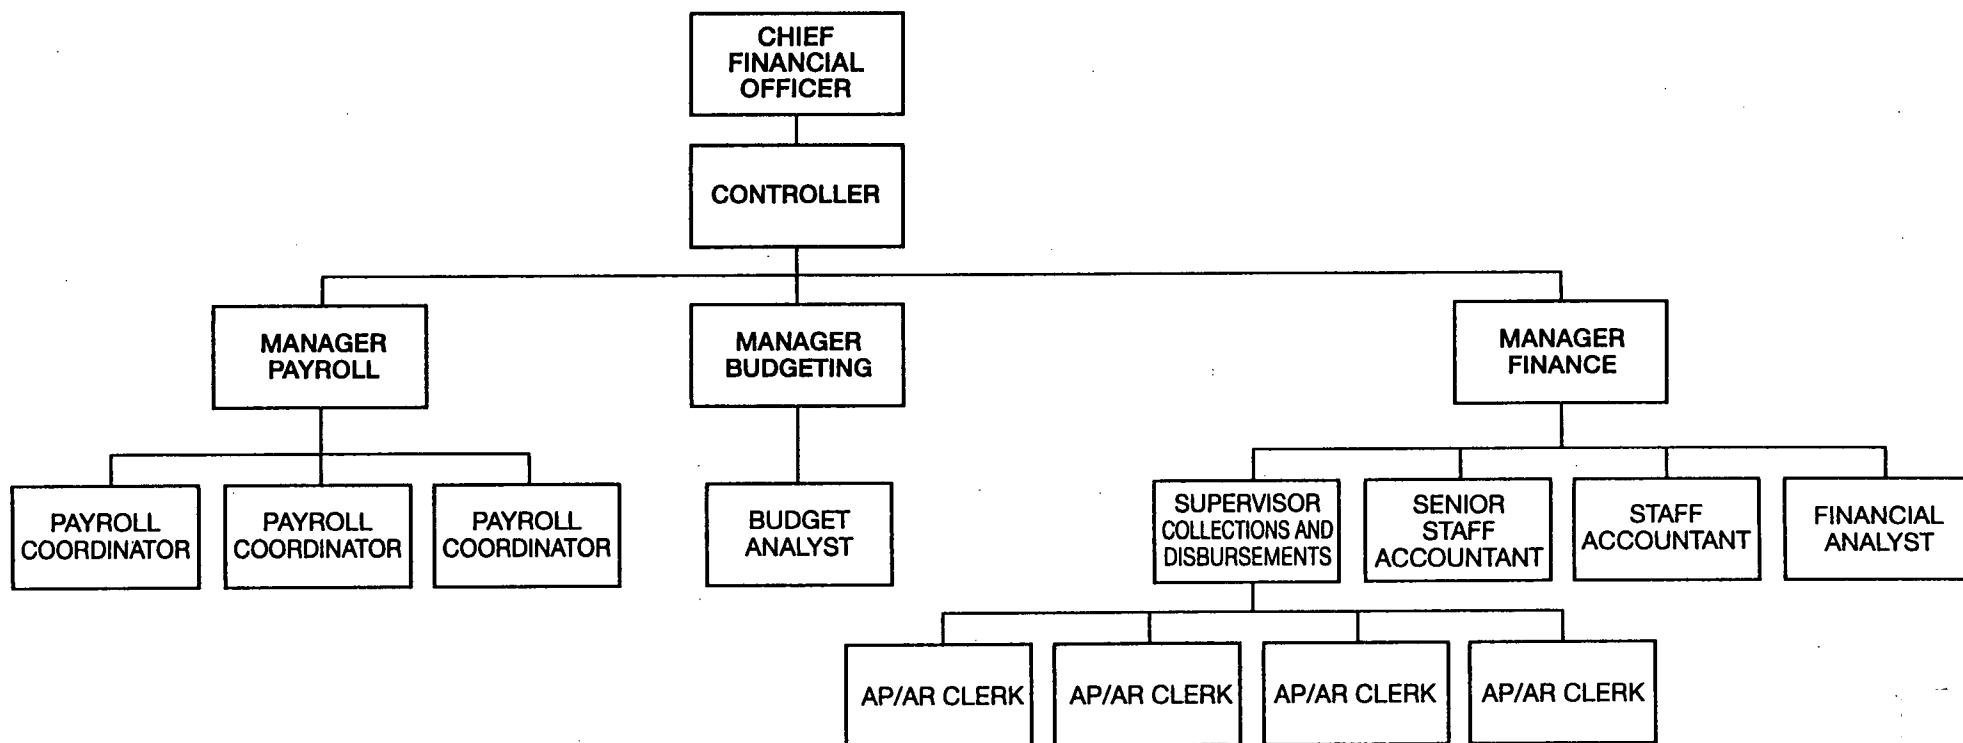 CHIEF
FINANCIAL
OFFICER
CONTROLLER
MANAGER
PAYROLL
MANAGER
BUDGETING
MANAGER
FINANCE
PAYROLL
COORDINATOR
PAYROLL
COORDINATOR
PAYROLL
COORDINATOR
BUDGET
ANALYST
SUPERVISOR
COLLECTIONS AND
DISBURSEMENTS
SENIOR
STAFF
ACCOUNTANT
STAFF
ACCOUNTANT
FINANCIAL
ANALYST
AP/AR CLERK
AP/AR CLERK
AP/AR CLERK
AP/AR CLERK